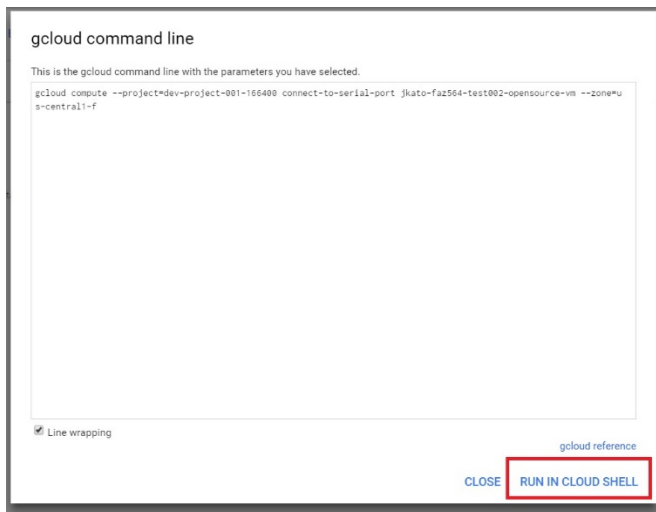 gcloud command line
This is the gcloud command line with the parameters you have selected.
gcloud compute --project=dev-project-001-166400 connect-to-serial-port jkato-faz564-test002-opensource-vm --zone=u
s-central1-f
Line wrapping
gcloud reference
CLOSE RUN IN CLOUD SHELL